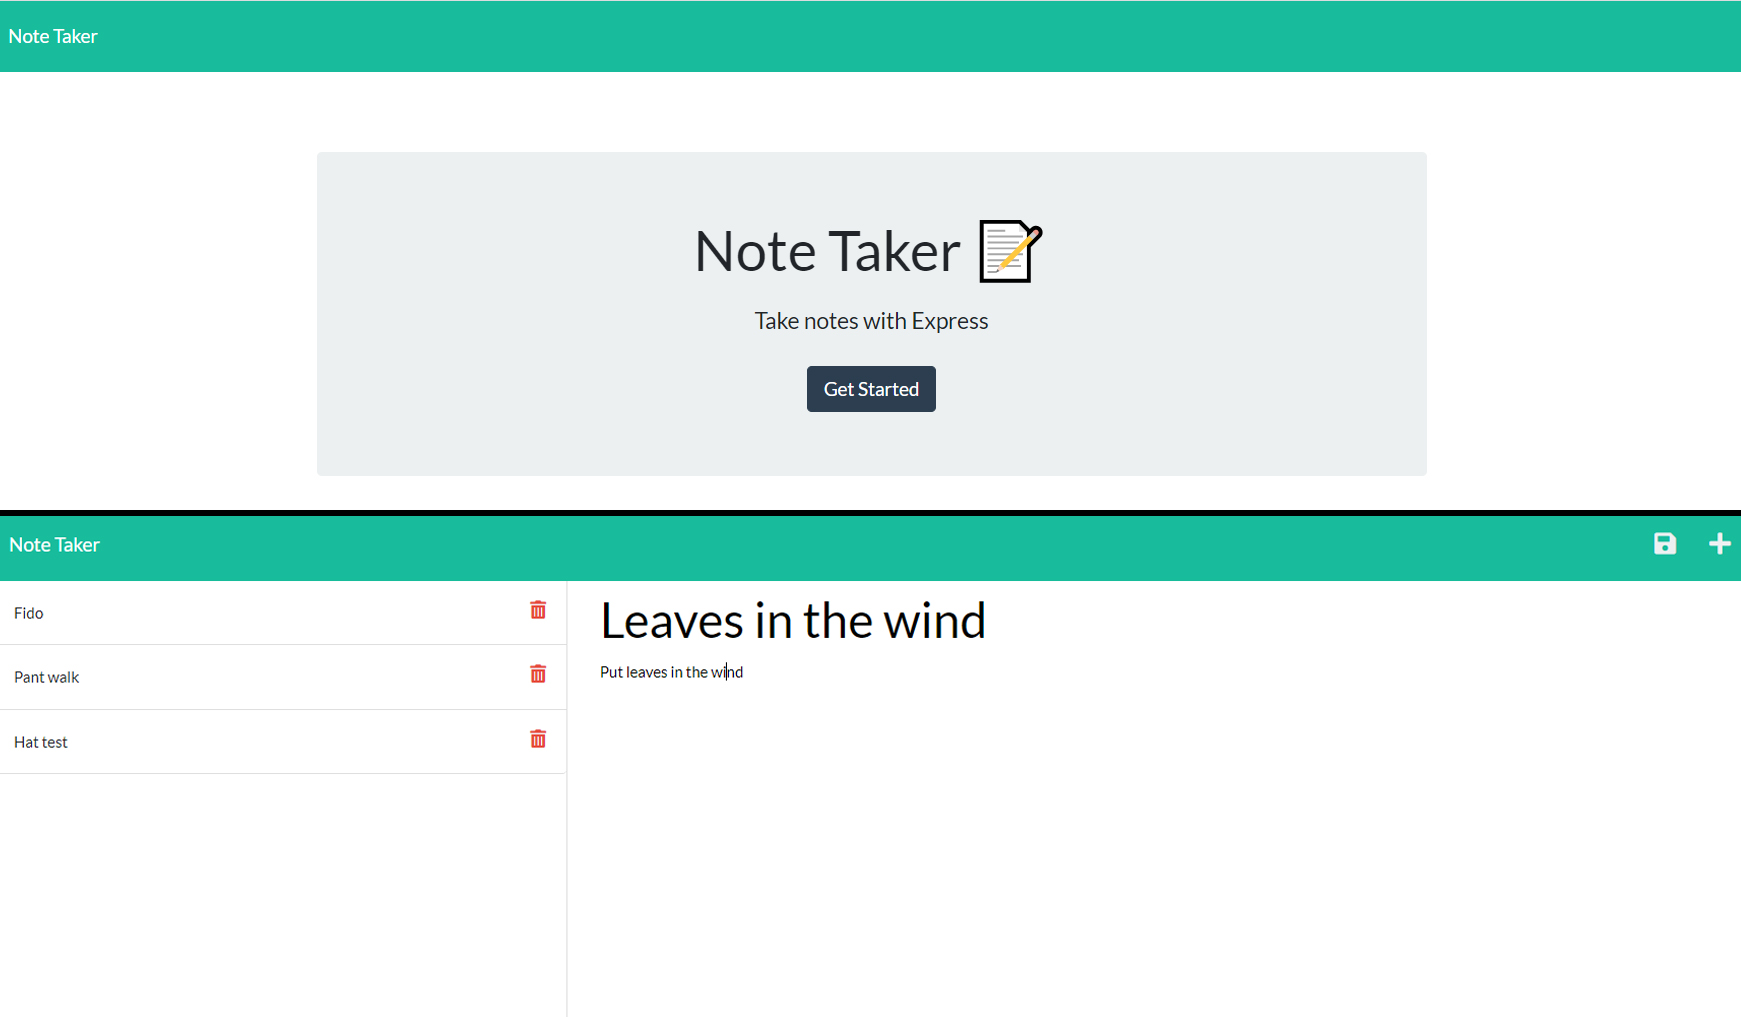 Note Taker
Note Taker
Take notes with Express
Get Started
Note Taker
Fido
Pant walk
Hat test
Leaves in the wind
Put leaves in the wind